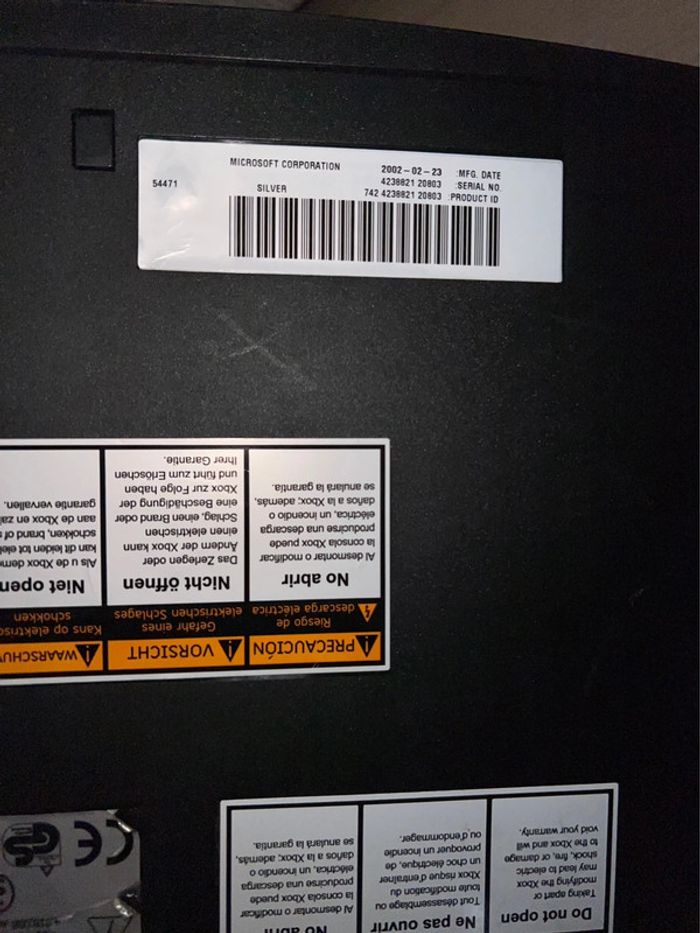 MICROSOFT CORPORATION
2002-02-23 :MFG. DATE
54471
4238821 20803 :SERIAL NO.
SILVER
742 4238821 20803 :PRODUCT ID
PRECAUCIÓN
Riesgo de
descarga eléctrica
No abrir
Al desmontar o modificar
la consola Xbox puede
producirse una descarga
eléctrica, un incendio o
daños a la Xbox; además,
se anulará la garantía.
VORSICHT
Gefahr eines
elektrischen Schlages
Nicht öffnen
Das Zerlegen oder
Ändern der Xbox kann
einen elektrischen
Schlag, einen Brand oder
eine Beschädigung der
Xbox zur Folge haben
und führt zum Erlöschen
Ihrer Garantie.
Kans op
schokken
Niet open
Als u de Xbox
kan dit leiden tot
schokken, brand of
aan de Xbox en
garantie vervallen.
Do not open
Taking apart or
modifying the Xbox
may lead to electric
shock, fire, or damage
to the Xbox and will
void your warranty.
Ne pas ouvrir
Tout désassemblage ou
toute modification du
Xbox risque d'entraîner
un choc électrique, de
provoquer un incendie
ou d'endommager.
No abrir
Al desmontar o modificar
la consola Xbox puede
producirse una descarga
eléctrica, un incendio o
daños a la Xbox; además,
se anulará la garantía.
CE
GS